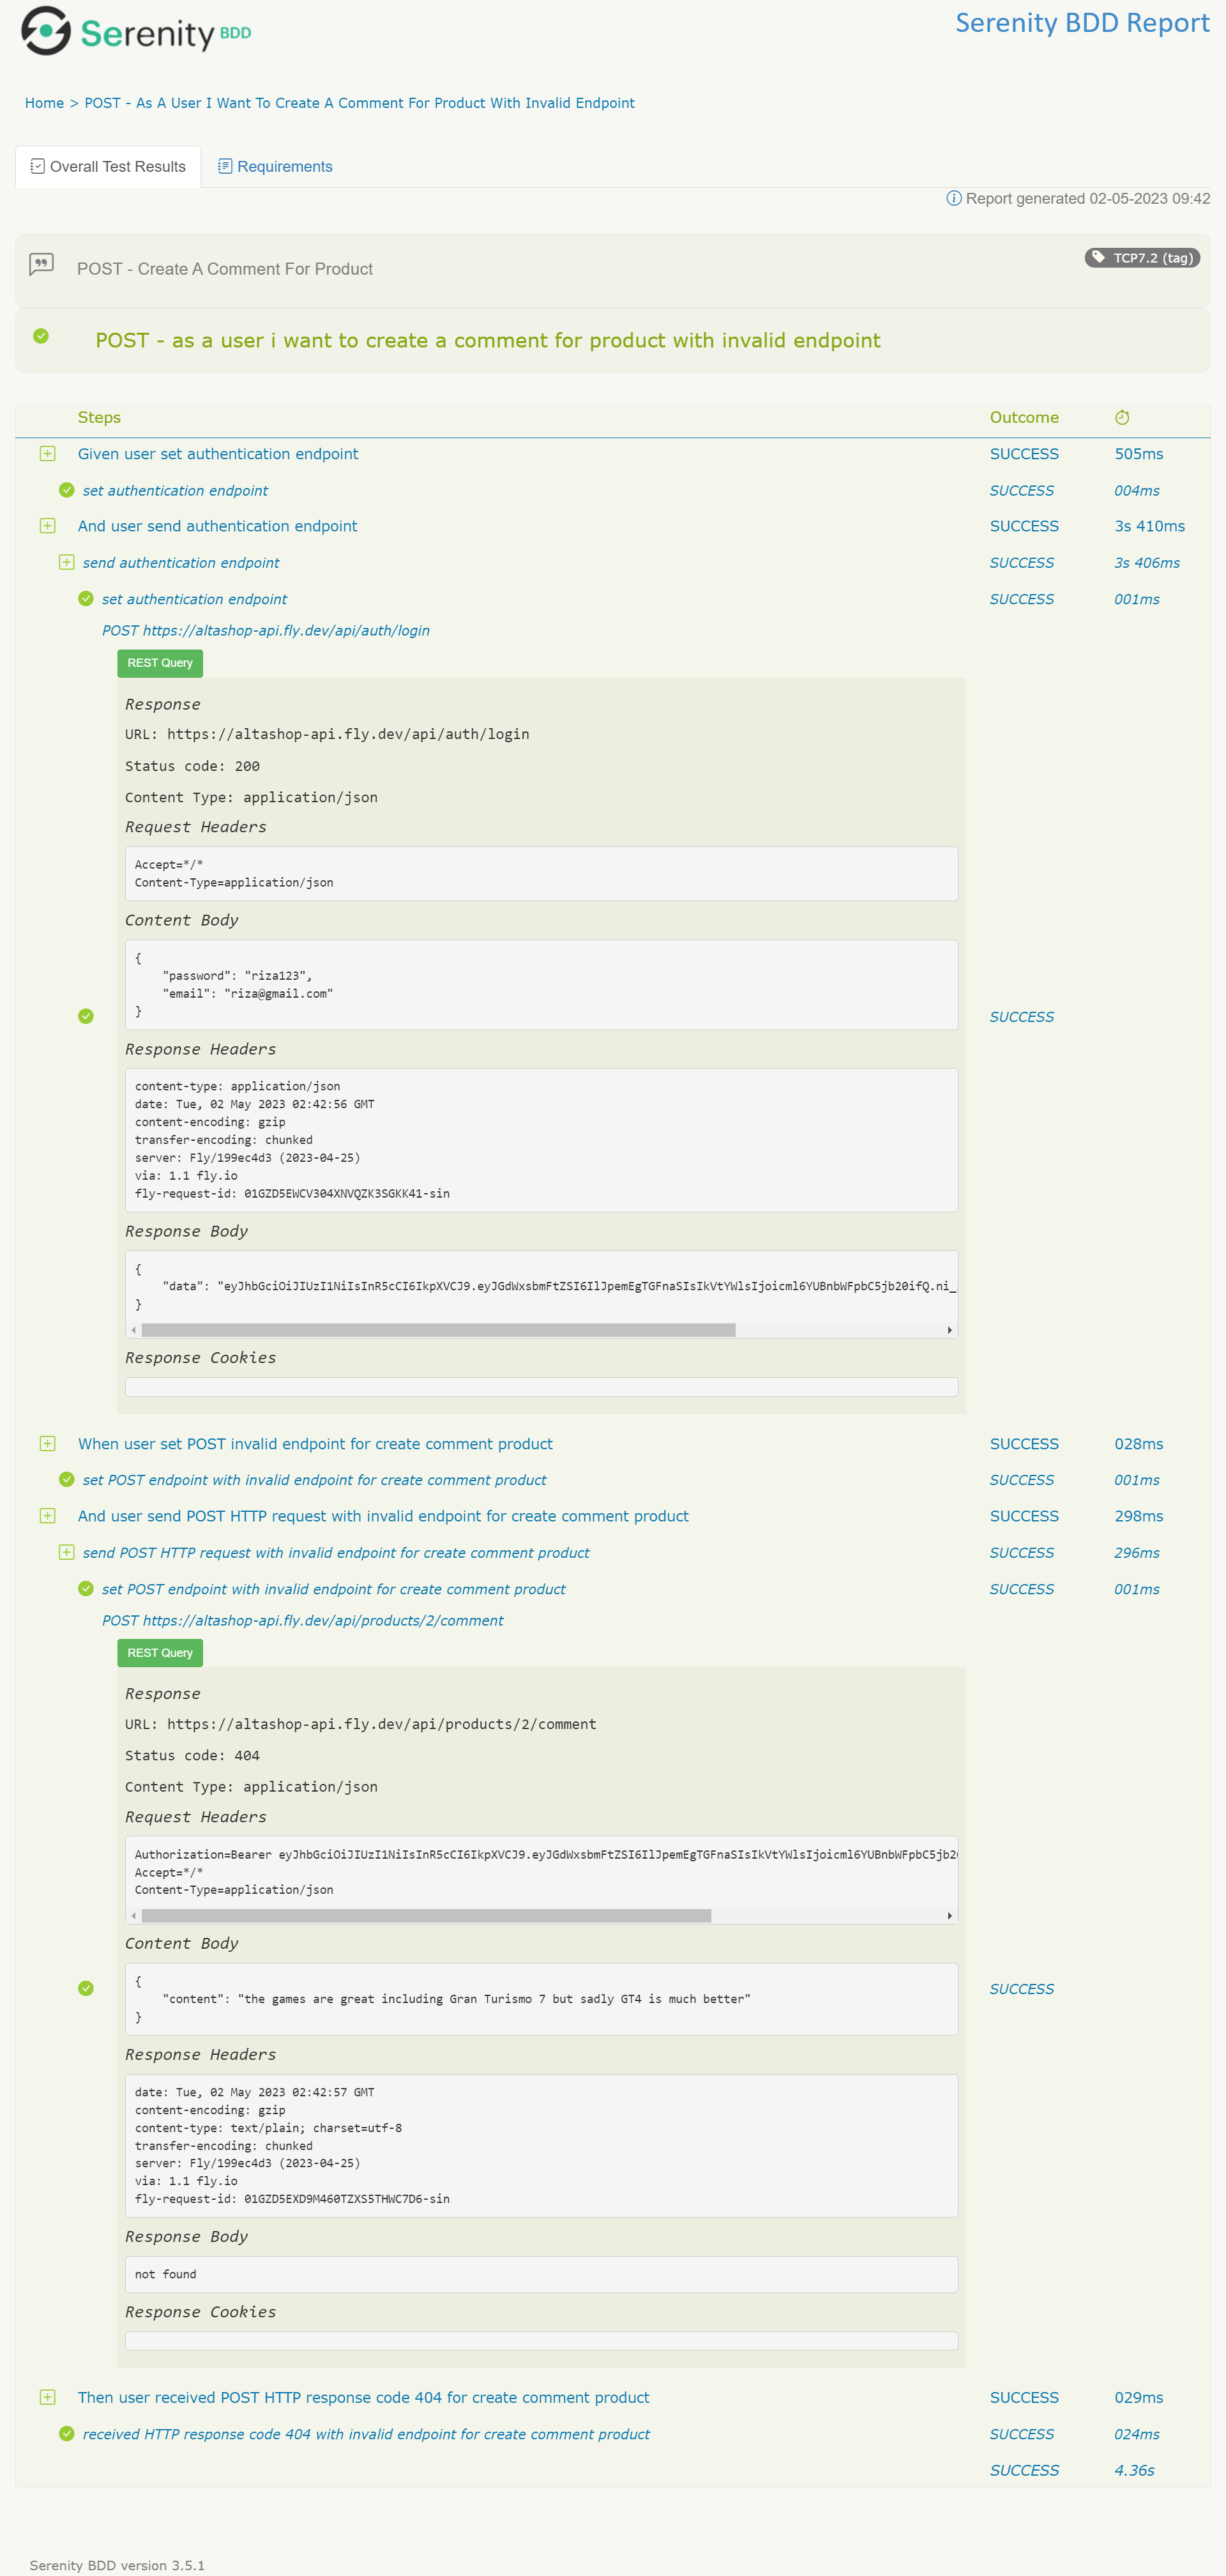 Serenity BDD
Serenity BDD Report
Home > POST - As A User I Want To Create A Comment For Product With Invalid Endpoint
Overall Test Results
Requirements
Report generated 02-05-2023 09:42
POST - Create A Comment For Product
TCP7.2 (tag)
POST - as a user i want to create a comment for product with invalid endpoint
Steps Outcome
Given user set authentication endpoint SUCCESS 505ms
set authentication endpoint SUCCESS 004ms
And user send authentication endpoint SUCCESS 3s 410ms
send authentication endpoint SUCCESS 3s 406ms
set authentication endpoint SUCCESS 001ms
POST https://altashop-api.fly.dev/api/auth/login
REST Query
Response
URL: https://altashop-api.fly.dev/api/auth/login
Status code: 200
Content Type: application/json
Request Headers
Accept=*/*
Content-Type=application/json
Content Body
{
"password": "riza123",
"email": "riza@gmail.com"
}
SUCCESS
Response Headers
content-type: application/json
date: Tue, 02 May 2023 02:42:56 GMT
content-encoding: gzip
transfer-encoding: chunked
server: Fly/199ec4d3 (2023-04-25)
via: 1.1 fly.io
fly-request-id: 01GZD5EWCV304XNVQZK3SGKK41-sin
Response Body
{
"data": "eyJhbGciOiJIUzI1NiIsInR5cCI6IkpXVCJ9.eyJGdWxsbmFtZSI6IlJpemEgTGFnaSIsIkVtYWlsIjoicml6YUBnbWFpbC5jb20ifQ.ni_
}
Response Cookies
When user set POST invalid endpoint for create comment product SUCCESS 028ms
set POST endpoint with invalid endpoint for create comment product SUCCESS 001ms
And user send POST HTTP request with invalid endpoint for create comment product SUCCESS 298ms
send POST HTTP request with invalid endpoint for create comment product SUCCESS 296ms
set POST endpoint with invalid endpoint for create comment product SUCCESS 001ms
POST https://altashop-api.fly.dev/api/products/2/comment
REST Query
Response
URL: https://altashop-api.fly.dev/api/products/2/comment
Status code: 404
Content Type: application/json
Request Headers
Authorization=Bearer eyJhbGciOiJIUzI1NiIsInR5cCI6IkpXVCJ9.eyJGdWxsbmFtZSI6IlJpemEgTGFnaSIsIkVtYWlsIjoicml6YUBnbWFpbC5jb20
Accept=*/*
Content-Type=application/json
Content Body
{
"content": "the games are great including Gran Turismo 7 but sadly GT4 is much better"
}
SUCCESS
Response Headers
date: Tue, 02 May 2023 02:42:57 GMT
content-encoding: gzip
content-type: text/plain; charset=utf-8
transfer-encoding: chunked
server: Fly/199ec4d3 (2023-04-25)
via: 1.1 fly.io
fly-request-id: 01GZD5EXD9M460TZXS5THWC7D6-sin
Response Body
not found
Response Cookies
Then user received POST HTTP response code 404 for create comment product SUCCESS 029ms
received HTTP response code 404 with invalid endpoint for create comment product SUCCESS 024ms
SUCCESS 4.36s
Serenity BDD version 3.5.1